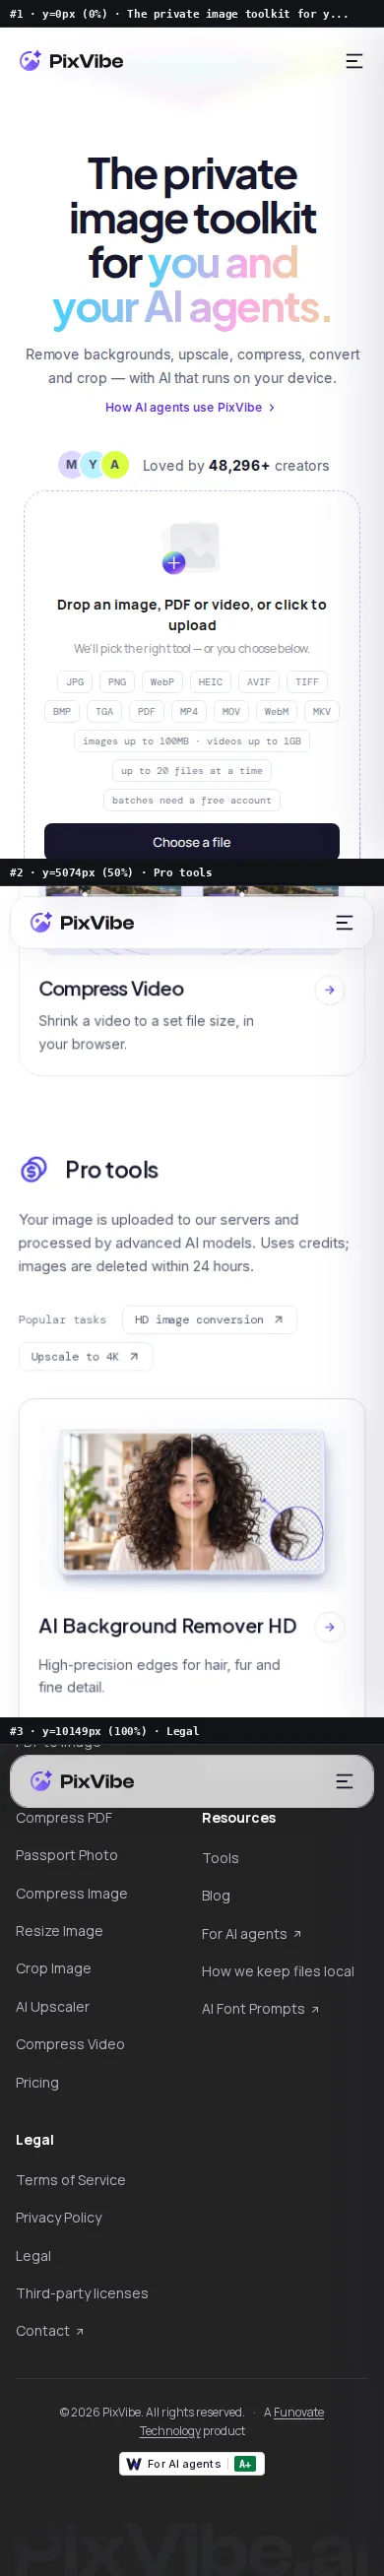 #1 · y=0px (0%) · The private image toolkit for y...
PixVibe
The private
image toolkit
for you and
your AI agents.
Remove backgrounds, upscale, compress, convert
and crop — with AI that runs on your device.
How AI agents use PixVibe
M Y A Loved by 48,296+ creators
Drop an image, PDF or video, or click to
upload
We'll pick the right tool — or you choose below.
JPG PNG WebP HEIC AVIF TIFF
BMP TGA PDF MP4 MOV WebM MKV
images up to 100MB · videos up to 1GB
up to 20 files at a time
batches need a free account
Choose a file
#2 · y=5074px (50%) · Pro tools
PixVibe
Compress Video
Shrink a video to a set file size, in
your browser.
Pro tools
Your image is uploaded to our servers and
processed by advanced AI models. Uses credits;
images are deleted within 24 hours.
Popular tasks HD image conversion
Upscale to 4K
AI Background Remover HD
High-precision edges for hair, fur and
fine detail.
#3 · y=10149px (100%) · Legal
PDF to Image
PixVibe
Compress PDF
Passport Photo
Compress Image
Resize Image
Crop Image
AI Upscaler
Compress Video
Pricing
Resources
Tools
Blog
For AI agents
How we keep files local
AI Font Prompts
Legal
Terms of Service
Privacy Policy
Legal
Third-party licenses
Contact
© 2026 PixVibe. All rights reserved. · A Funovate
Technology product
W For AI agents | A+
PixVibe.ai